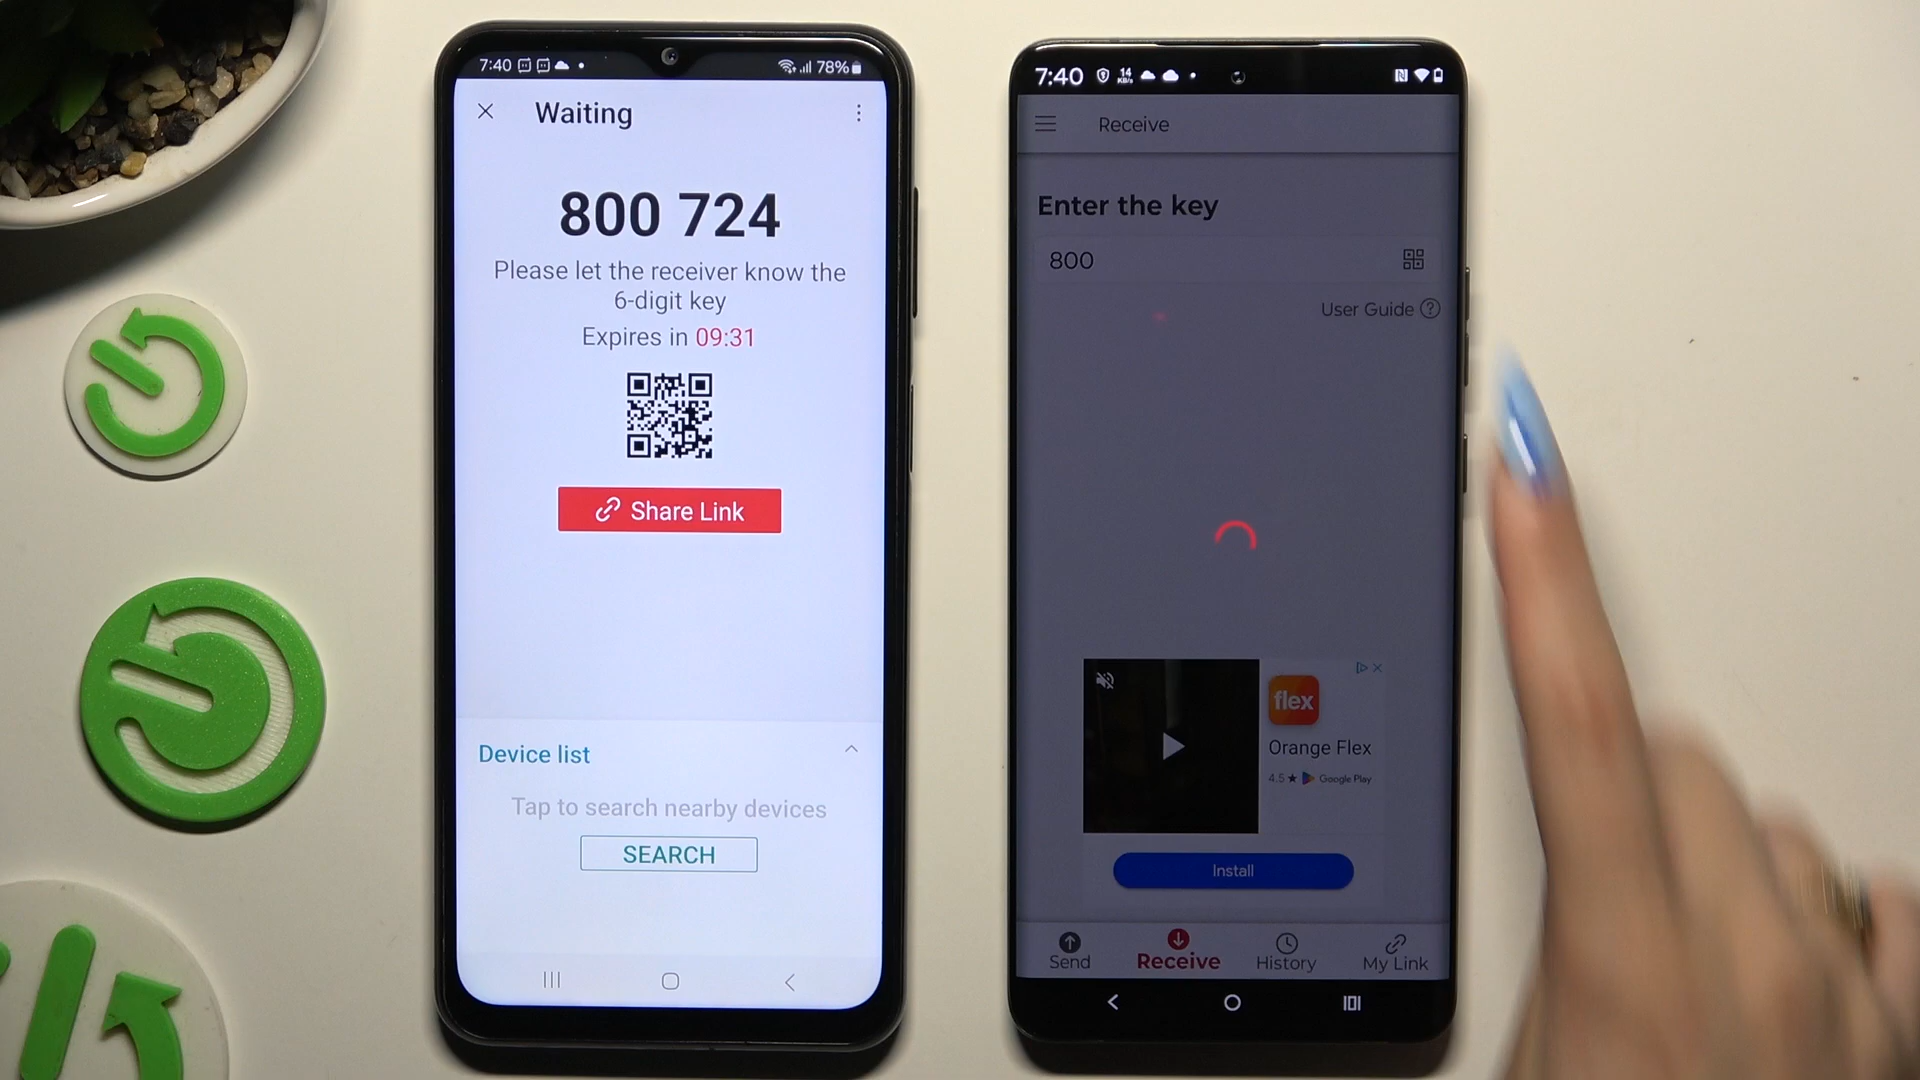 7:40
78%
Waiting
800 724
Please let the receiver know the
6-digit key
Expires in 09:31
Share Link
Device list
Tap to search nearby devices
SEARCH
7:40
14
KB/s
Receive
Enter the key
800
User Guide ?
flex
Orange Flex
4.5 ★ Google Play
Install
Send
Receive
History
My Link